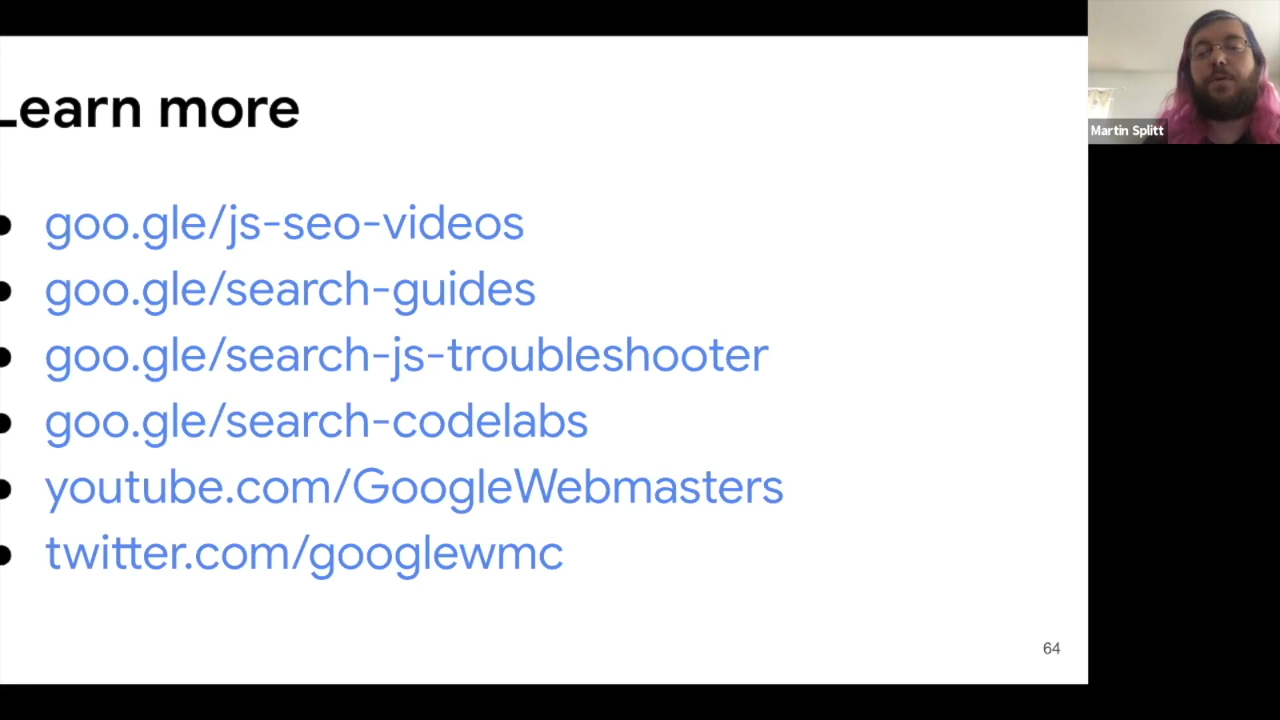 Learn more
goo.gle/js-seo-videos
goo.gle/search-guides
goo.gle/search-js-troubleshooter
goo.gle/search-codelabs
youtube.com/GoogleWebmasters
twitter.com/googlewmc
64
Martin Splitt